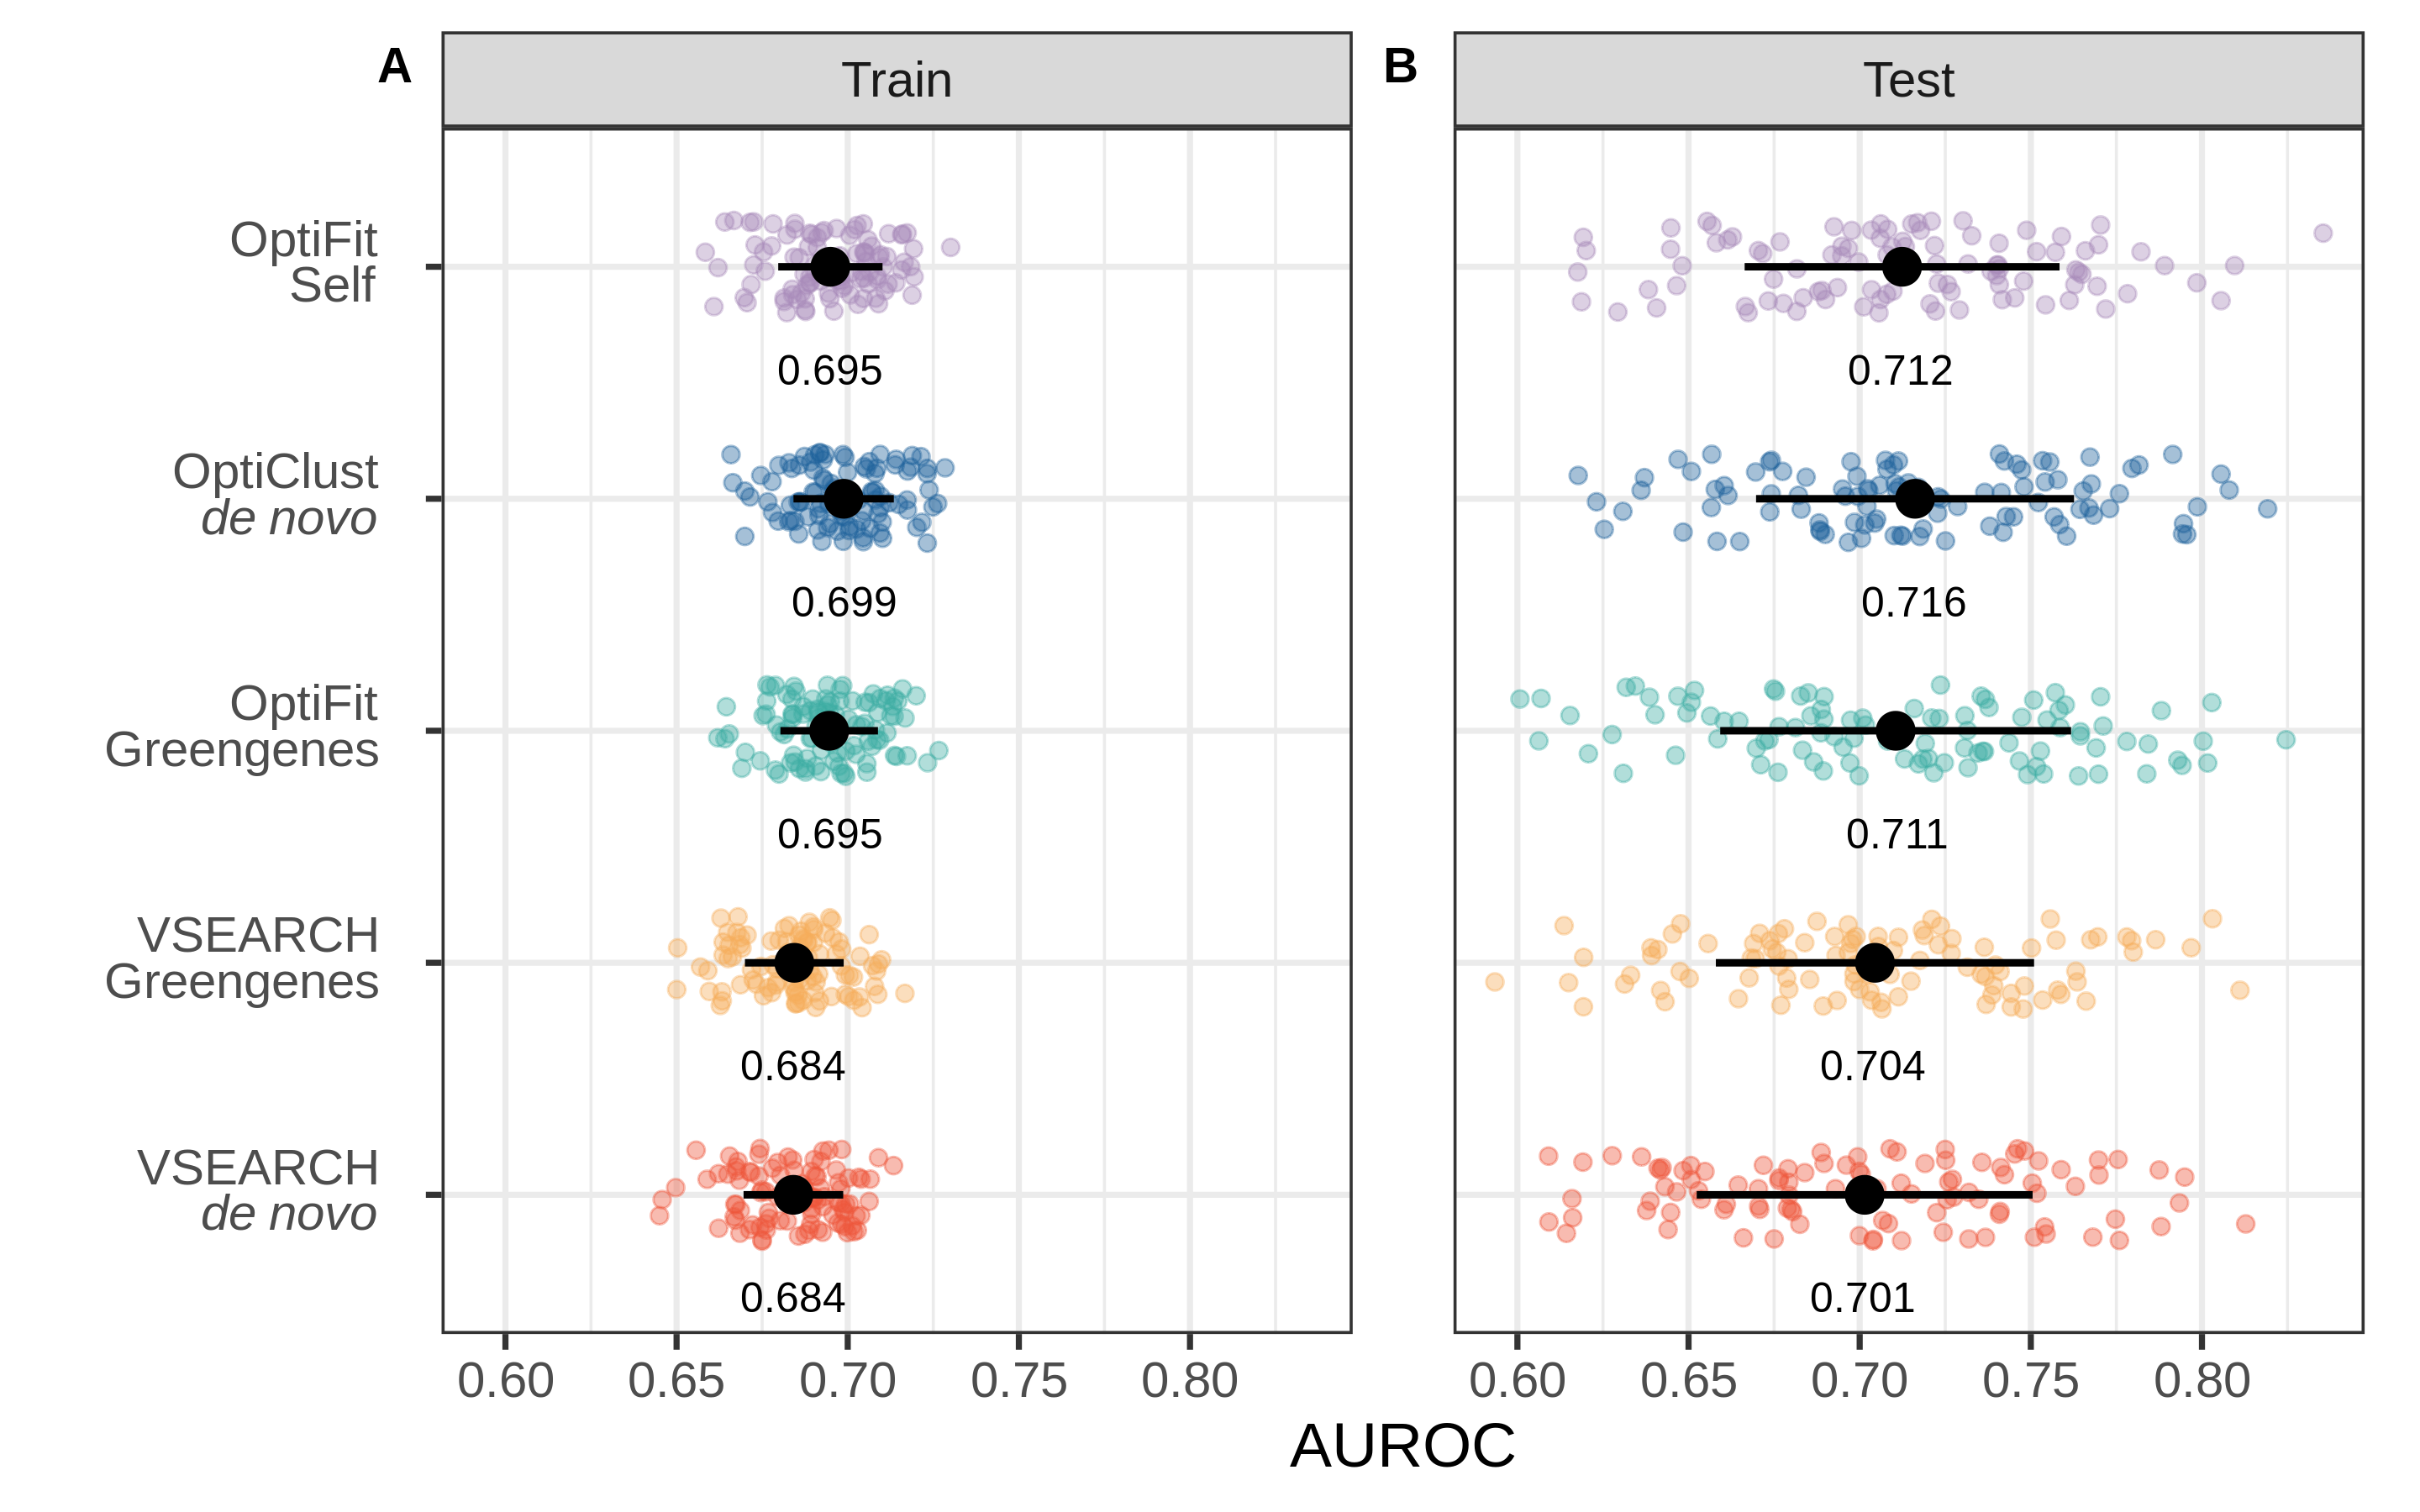 A
Train
B
Test
OptiFit
Self
0.695
0.712
OptiClust
de novo
0.699
0.716
OptiFit
Greengenes
0.695
0.711
VSEARCH
Greengenes
0.684
0.704
VSEARCH
de novo
0.684
0.701
0.60 0.65 0.70 0.75 0.80
0.60 0.65 0.70 0.75 0.80
AUROC